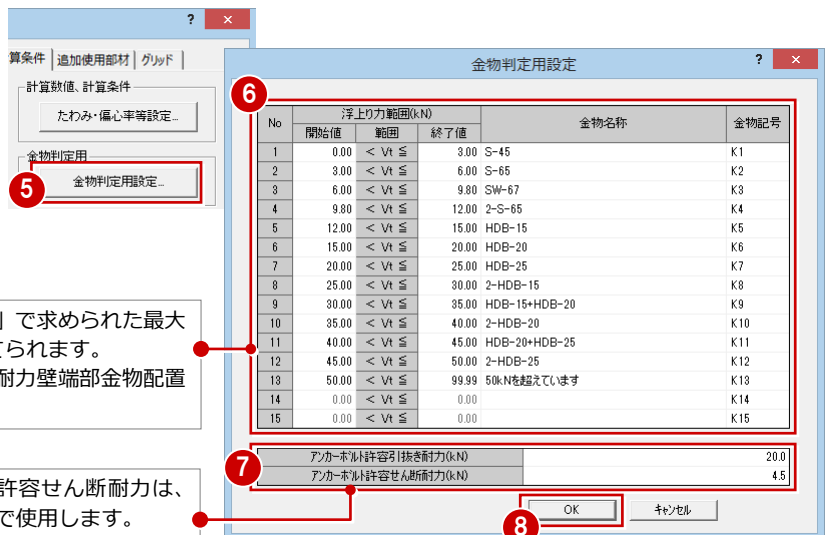 ? ×
算条件 追加使用部材 グリッド
計算数値、計算条件
たわみ・偏心率等設定...
金物判定用
5 金物判定用設定...
」で求められた最大
てられます。
耐力壁端部金物配置
許容せん断耐力は、
で使用します。
金物判定用設定 ? ×
6
No 浮上り力範囲(kN) 金物名称 金物記号
開始値 範囲 終了値
1 0.00 < Vt ≦ 3.00 S-45 K1
2 3.00 < Vt ≦ 6.00 S-65 K2
3 6.00 < Vt ≦ 9.80 SW-67 K3
4 9.80 < Vt ≦ 12.00 2-S-65 K4
5 12.00 < Vt ≦ 15.00 HDB-15 K5
6 15.00 < Vt ≦ 20.00 HDB-20 K6
7 20.00 < Vt ≦ 25.00 HDB-25 K7
8 25.00 < Vt ≦ 30.00 2-HDB-15 K8
9 30.00 < Vt ≦ 35.00 HDB-15+HDB-20 K9
10 35.00 < Vt ≦ 40.00 2-HDB-20 K10
11 40.00 < Vt ≦ 45.00 HDB-20+HDB-25 K11
12 45.00 < Vt ≦ 50.00 2-HDB-25 K12
13 50.00 < Vt ≦ 99.99 50kNを超えています K13
14 0.00 < Vt ≦ 0.00 K14
15 0.00 < Vt ≦ 0.00 K15
7 アンカーボルト許容引抜き耐力(kN) 20.0
アンカーボルト許容せん断耐力(kN) 4.5
8 OK キャンセル